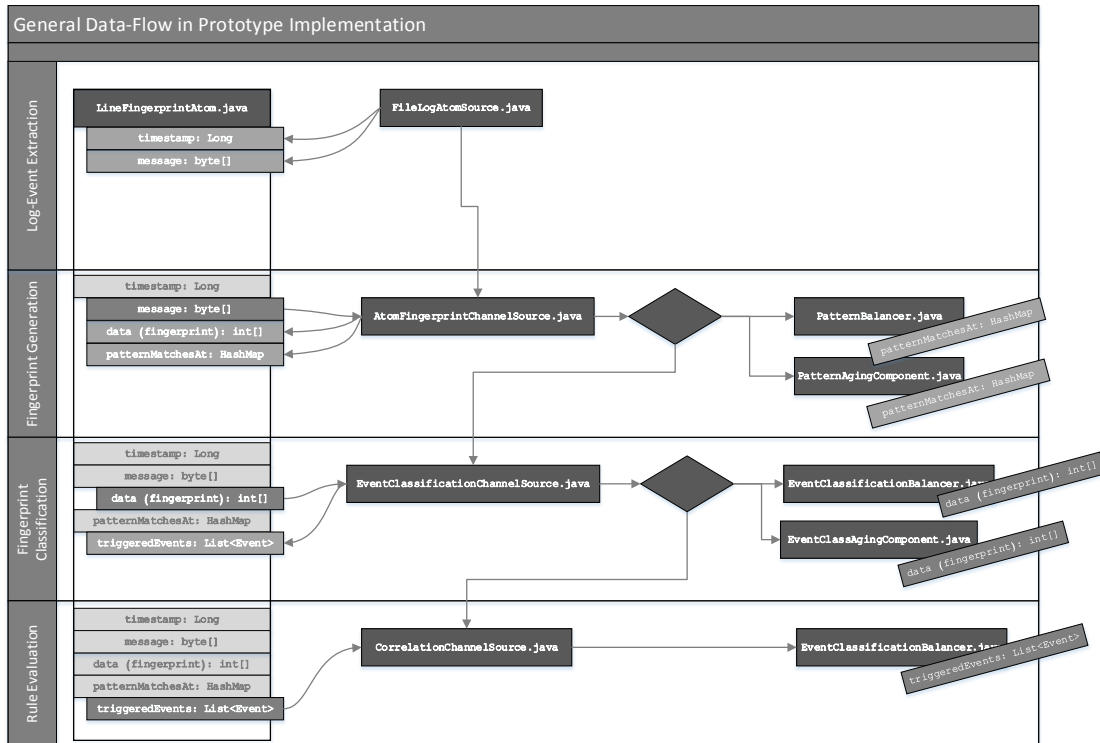 General Data-Flow in Prototype Implementation
Log-Event Extraction
LineFingerprintAtom.java
timestamp: Long
message: byte[]
FileLogAtomSource.java
Fingerprint Generation
timestamp: Long
message: byte[]
data (fingerprint): int[]
patternMatchesAt: HashMap
AtomFingerprintChannelSource.java
PatternBalancer.java
patternMatchesAt: HashMap
PatternAgingComponent.java
patternMatchesAt: HashMap
Fingerprint
Classification
timestamp: Long
message: byte[]
data (fingerprint): int[]
patternMatchesAt: HashMap
triggeredEvents: List<Event>
EventClassificationChannelSource.java
EventClassificationBalancer.java
data (fingerprint): int[]
EventClassAgingComponent.java
data (fingerprint): int[]
Rule Evaluation
timestamp: Long
message: byte[]
data (fingerprint): int[]
patternMatchesAt: HashMap
triggeredEvents: List<Event>
CorrelationChannelSource.java
EventClassificationBalancer.java
triggeredEvents: List<Event>